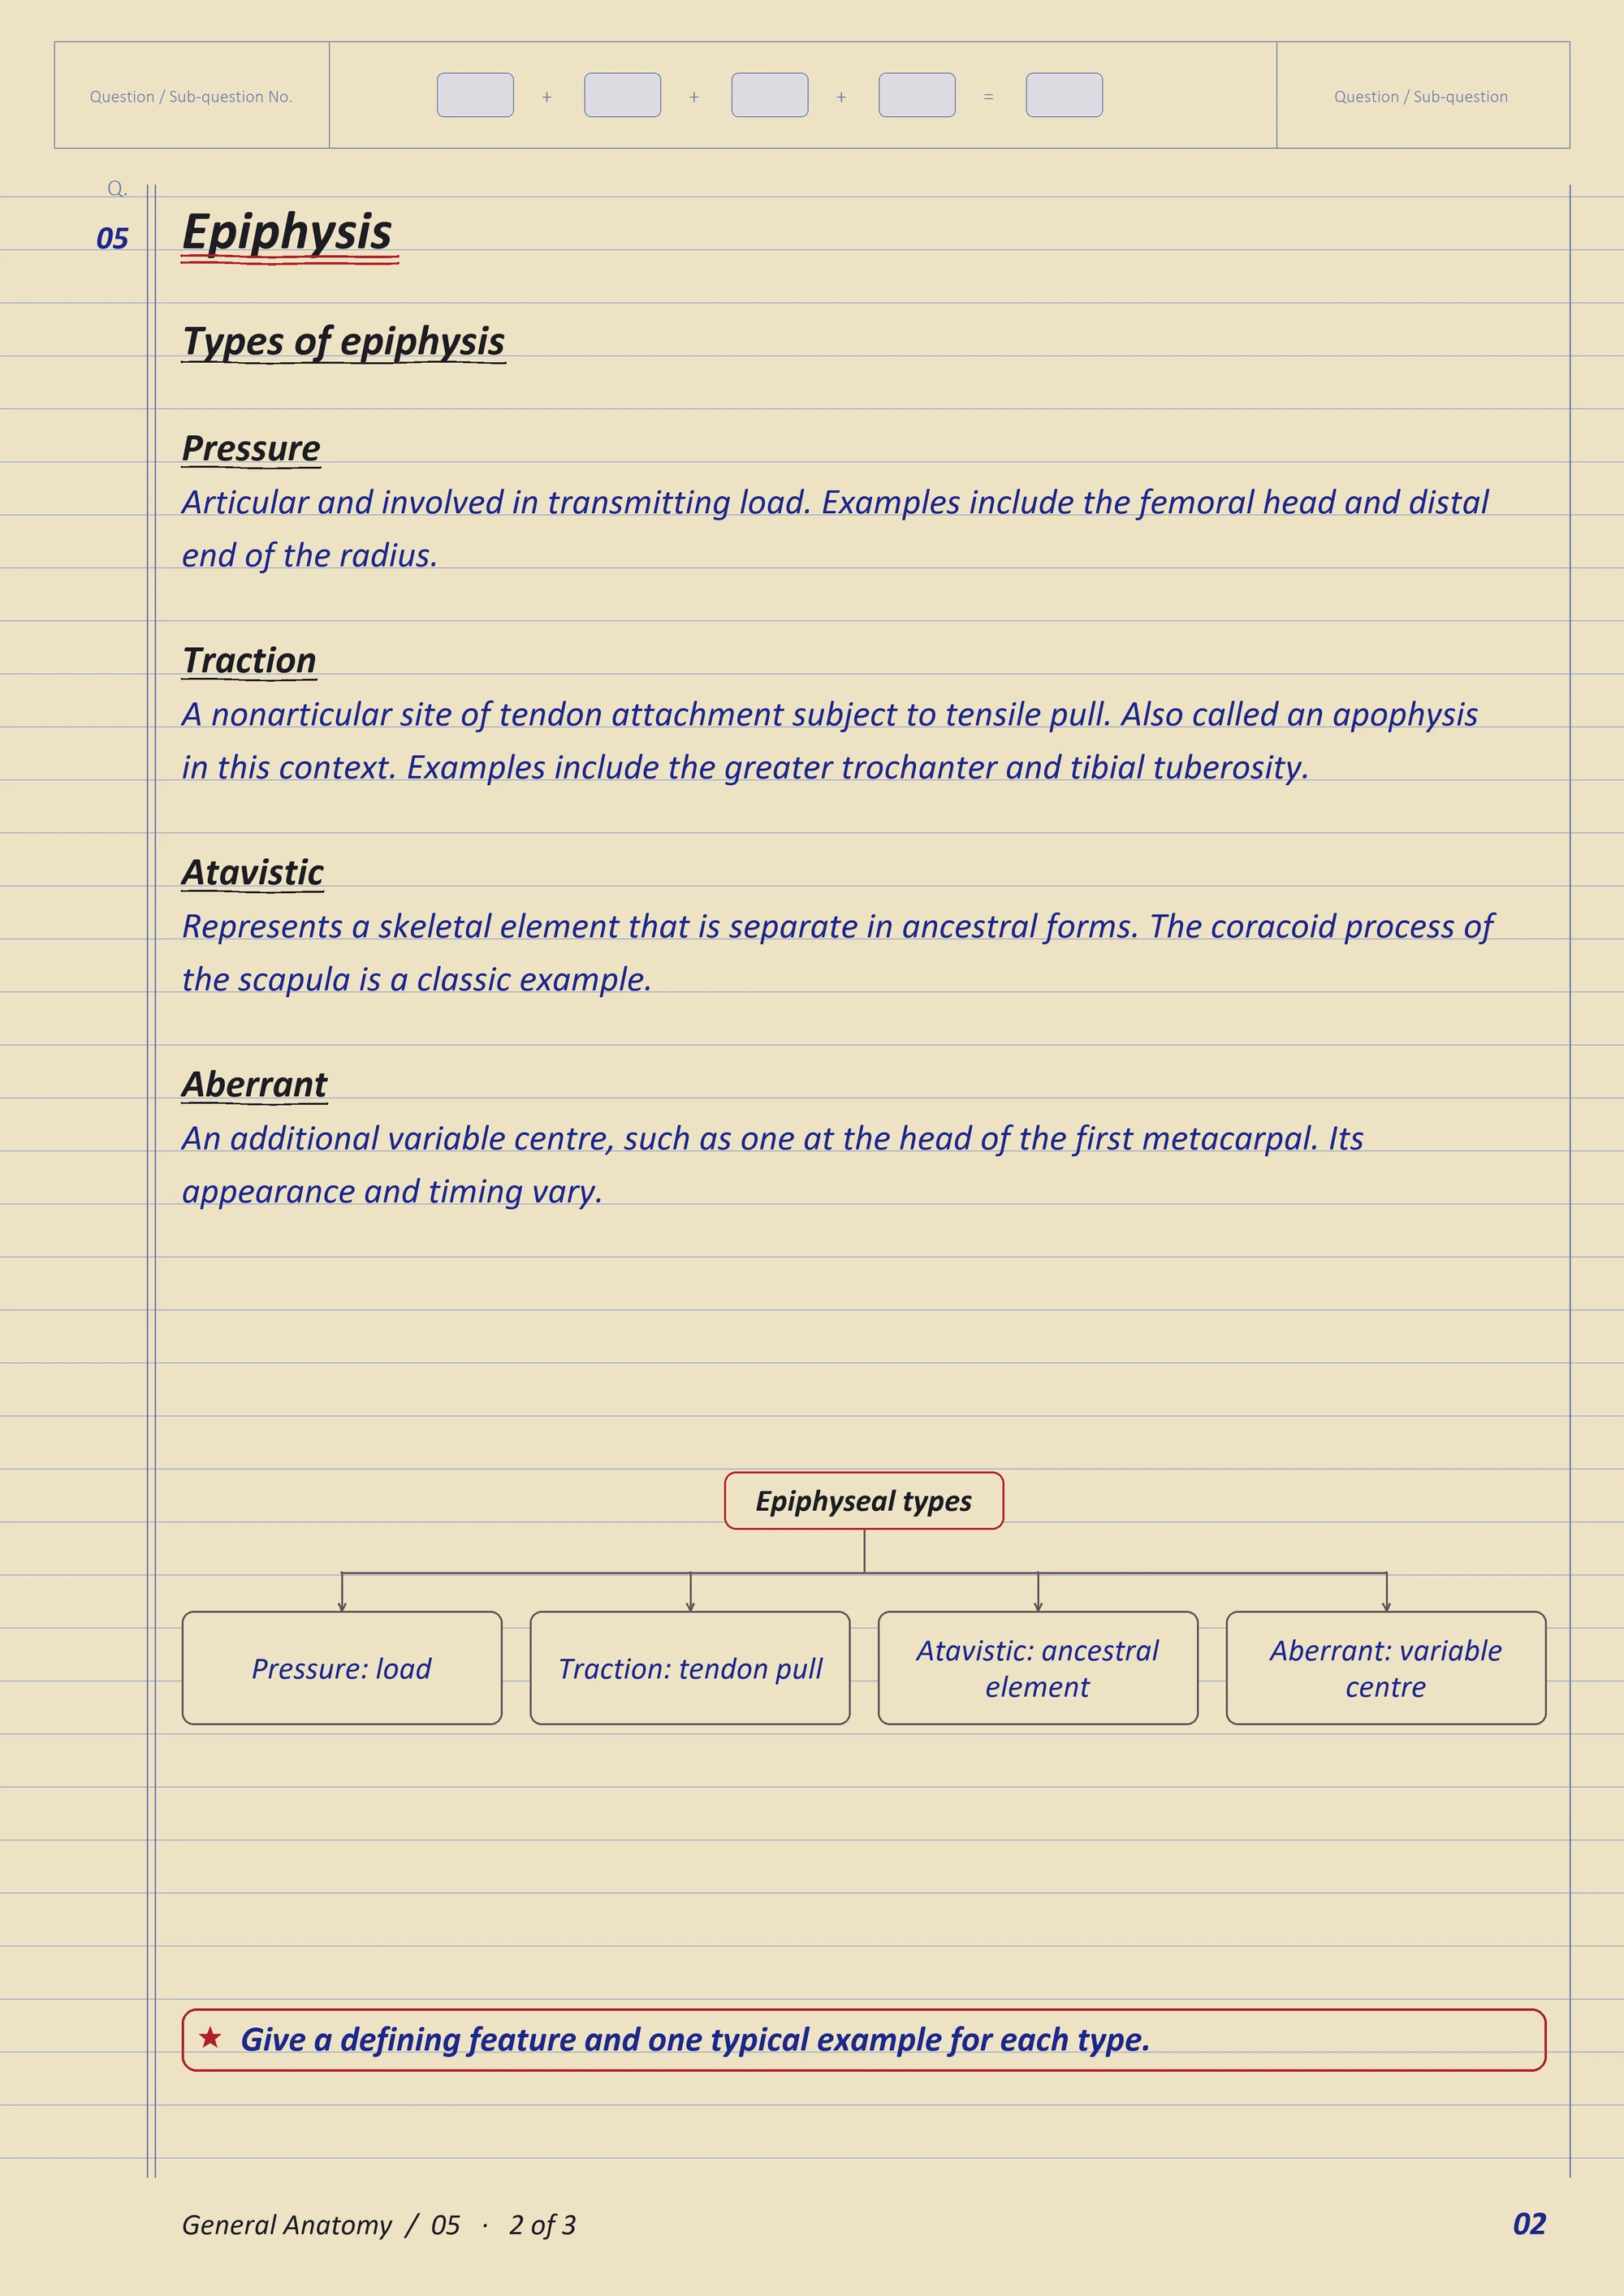 Question / Sub-question No.
+ + + =
Question / Sub-question
Q.
05
Epiphysis
Types of epiphysis
Pressure
Articular and involved in transmitting load. Examples include the femoral head and distal
end of the radius.
Traction
A nonarticular site of tendon attachment subject to tensile pull. Also called an apophysis
in this context. Examples include the greater trochanter and tibial tuberosity.
Atavistic
Represents a skeletal element that is separate in ancestral forms. The coracoid process of
the scapula is a classic example.
Aberrant
An additional variable centre, such as one at the head of the first metacarpal. Its
appearance and timing vary.
Epiphyseal types
Pressure: load
Traction: tendon pull
Atavistic: ancestral
element
Aberrant: variable
centre
★ Give a defining feature and one typical example for each type.
General Anatomy / 05 · 2 of 3
02